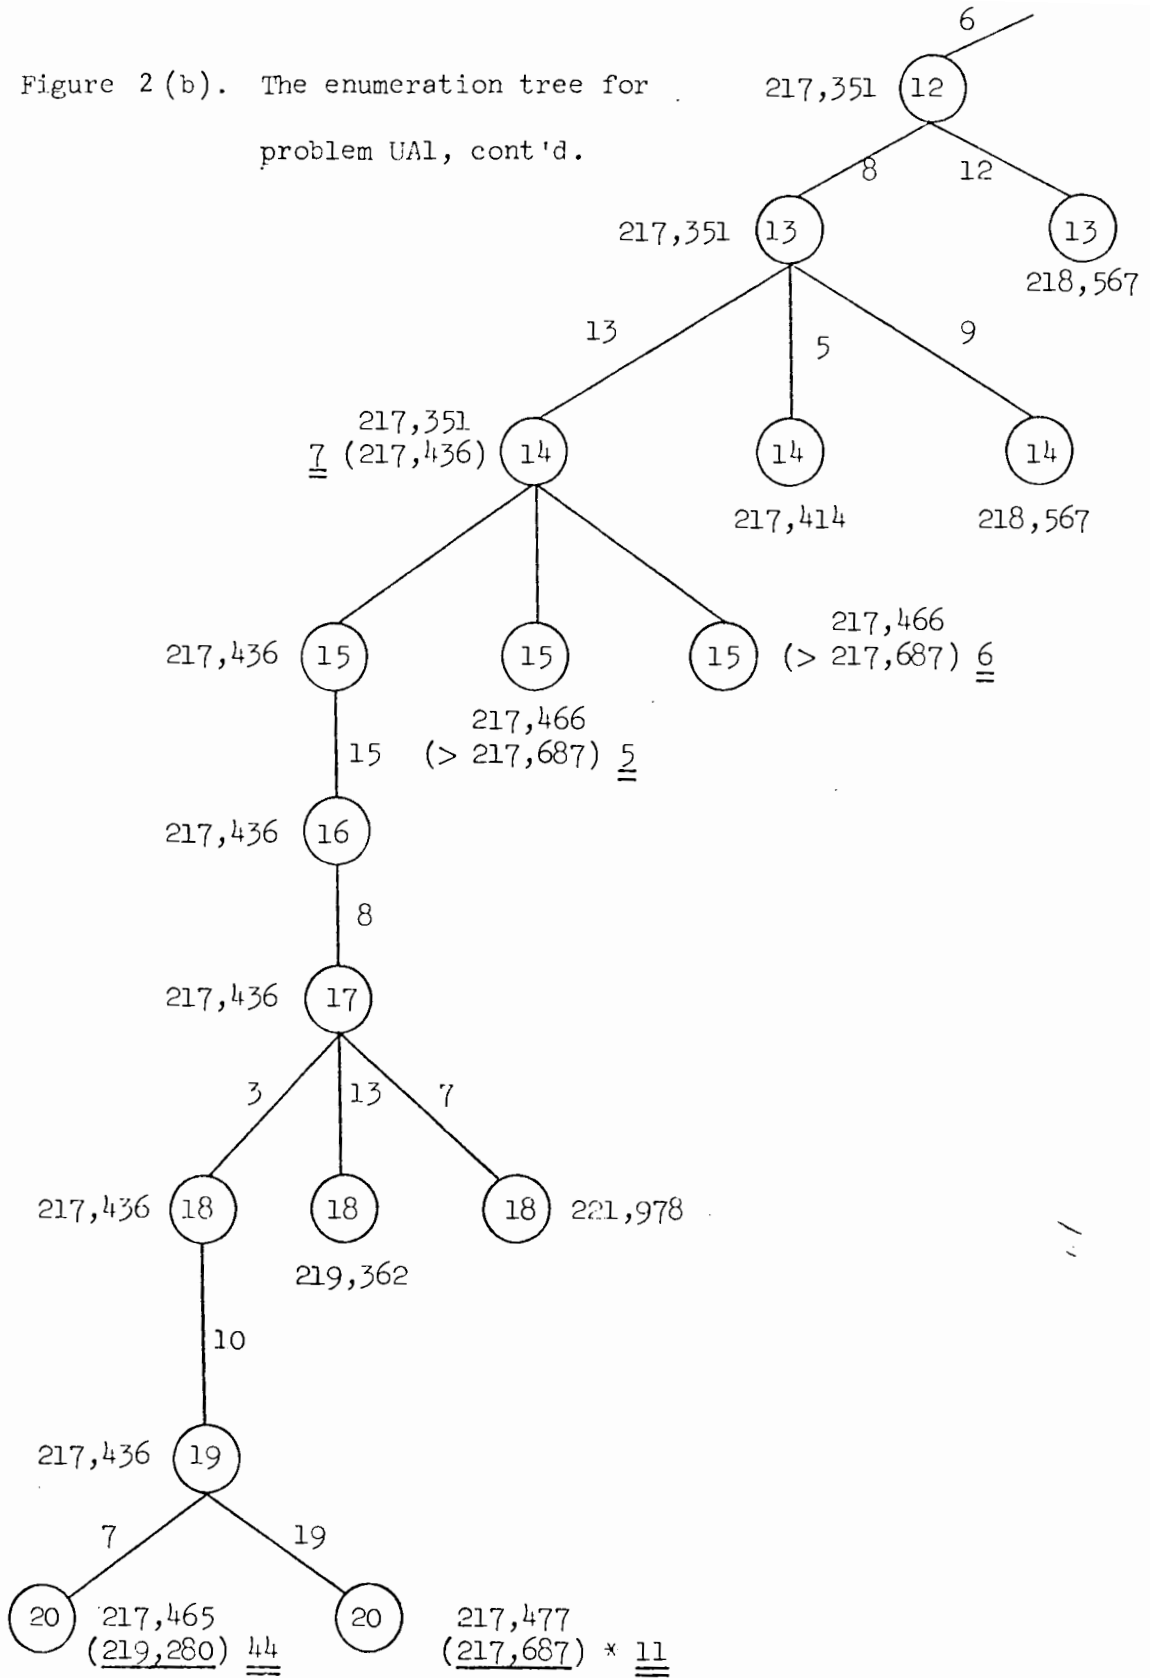 6
Figure 2(b). The enumeration tree for
problem UA1, cont'd.
217,351 12
8 12
217,351 13 13
218,567
13 5 9
217,351
7 (217,436) 14 14 14
217,414 218,567
217,436 15 15 15 217,466
(> 217,687) 6
217,466
15 (> 217,687) 5
217,436 16
8
217,436 17
3 13 7
217,436 18 18 18 221,978
219,362
10
217,436 19
7 19
20 217,465 20 217,477
(219,280) 44 (217,687) * 11